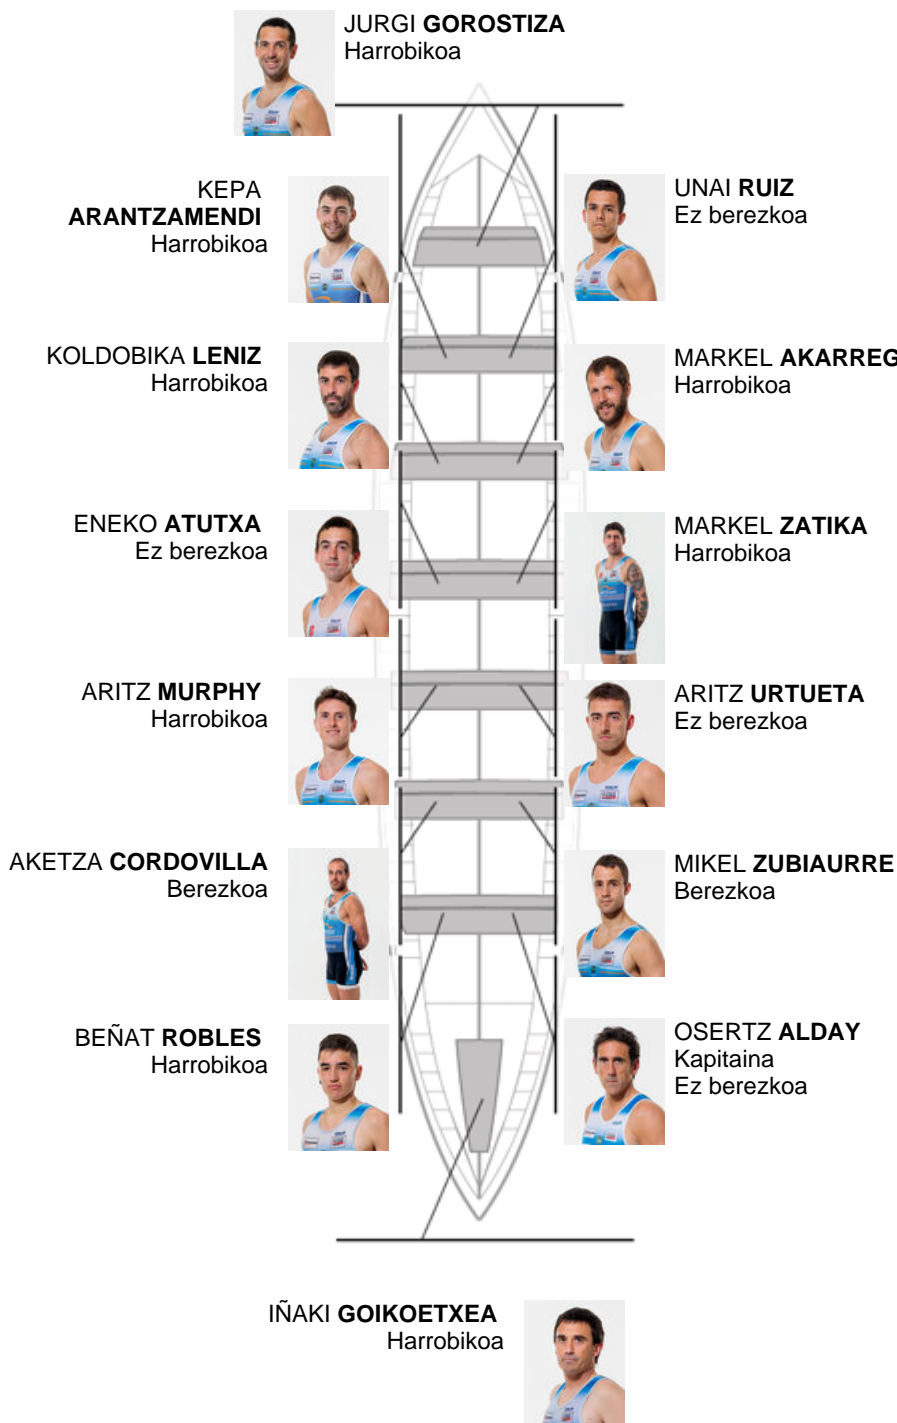 JURGI GOROSTIZA
Harrobikoa
KEPA
ARANTZAMENDI
Harrobikoa
UNAI RUIZ
Ez berezkoa
KOLDOBIKA LENIZ
Harrobikoa
MARKEL AKARREG
Harrobikoa
ENEKO ATUTXA
Ez berezkoa
MARKEL ZATIKA
Harrobikoa
ARITZ MURPHY
Harrobikoa
ARITZ URTUETA
Ez berezkoa
AKETZA CORDOVILLA
Berezkoa
MIKEL ZUBIAURRE
Berezkoa
BEÑAT ROBLES
Harrobikoa
OSERTZ ALDAY
Kapitaina
Ez berezkoa
IÑAKI GOIKOETXEA
Harrobikoa